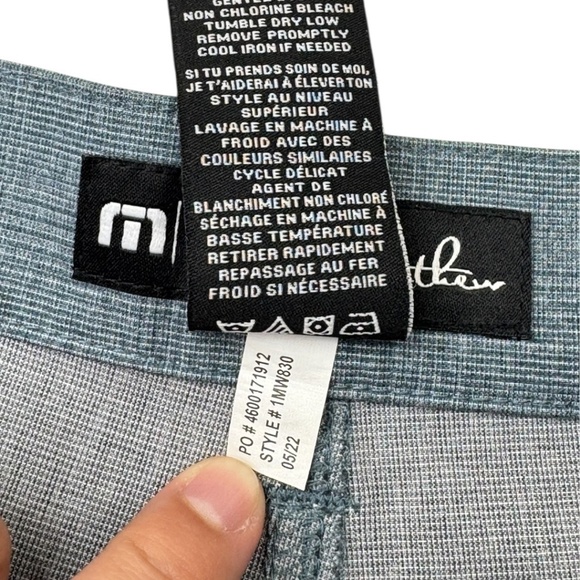 NON CHLORINE BLEACH
TUMBLE DRY LOW
REMOVE PROMPTLY
COOL IRON IF NEEDED
SI TU PRENDS SOIN DE MOI,
JE T'AIDERAI À ÉLEVERTON
STYLE AU NIVEAU
SUPÉRIEUR
LAVAGE EN MACHINE À
FROID AVEC DES
COULEURS SIMILAIRES
CYCLE DÉLICAT
AGENT DE
BLANCHIMENT NON CHLORÉ
SÉCHAGE EN MACHINE À
BASSE TEMPÉRATURE
RETIRER RAPIDEMENT
REPASSAGE AU FER
FROID SI NÉCESSAIRE
thew
PO # 4600171912
STYLE # 1MW830
05/22